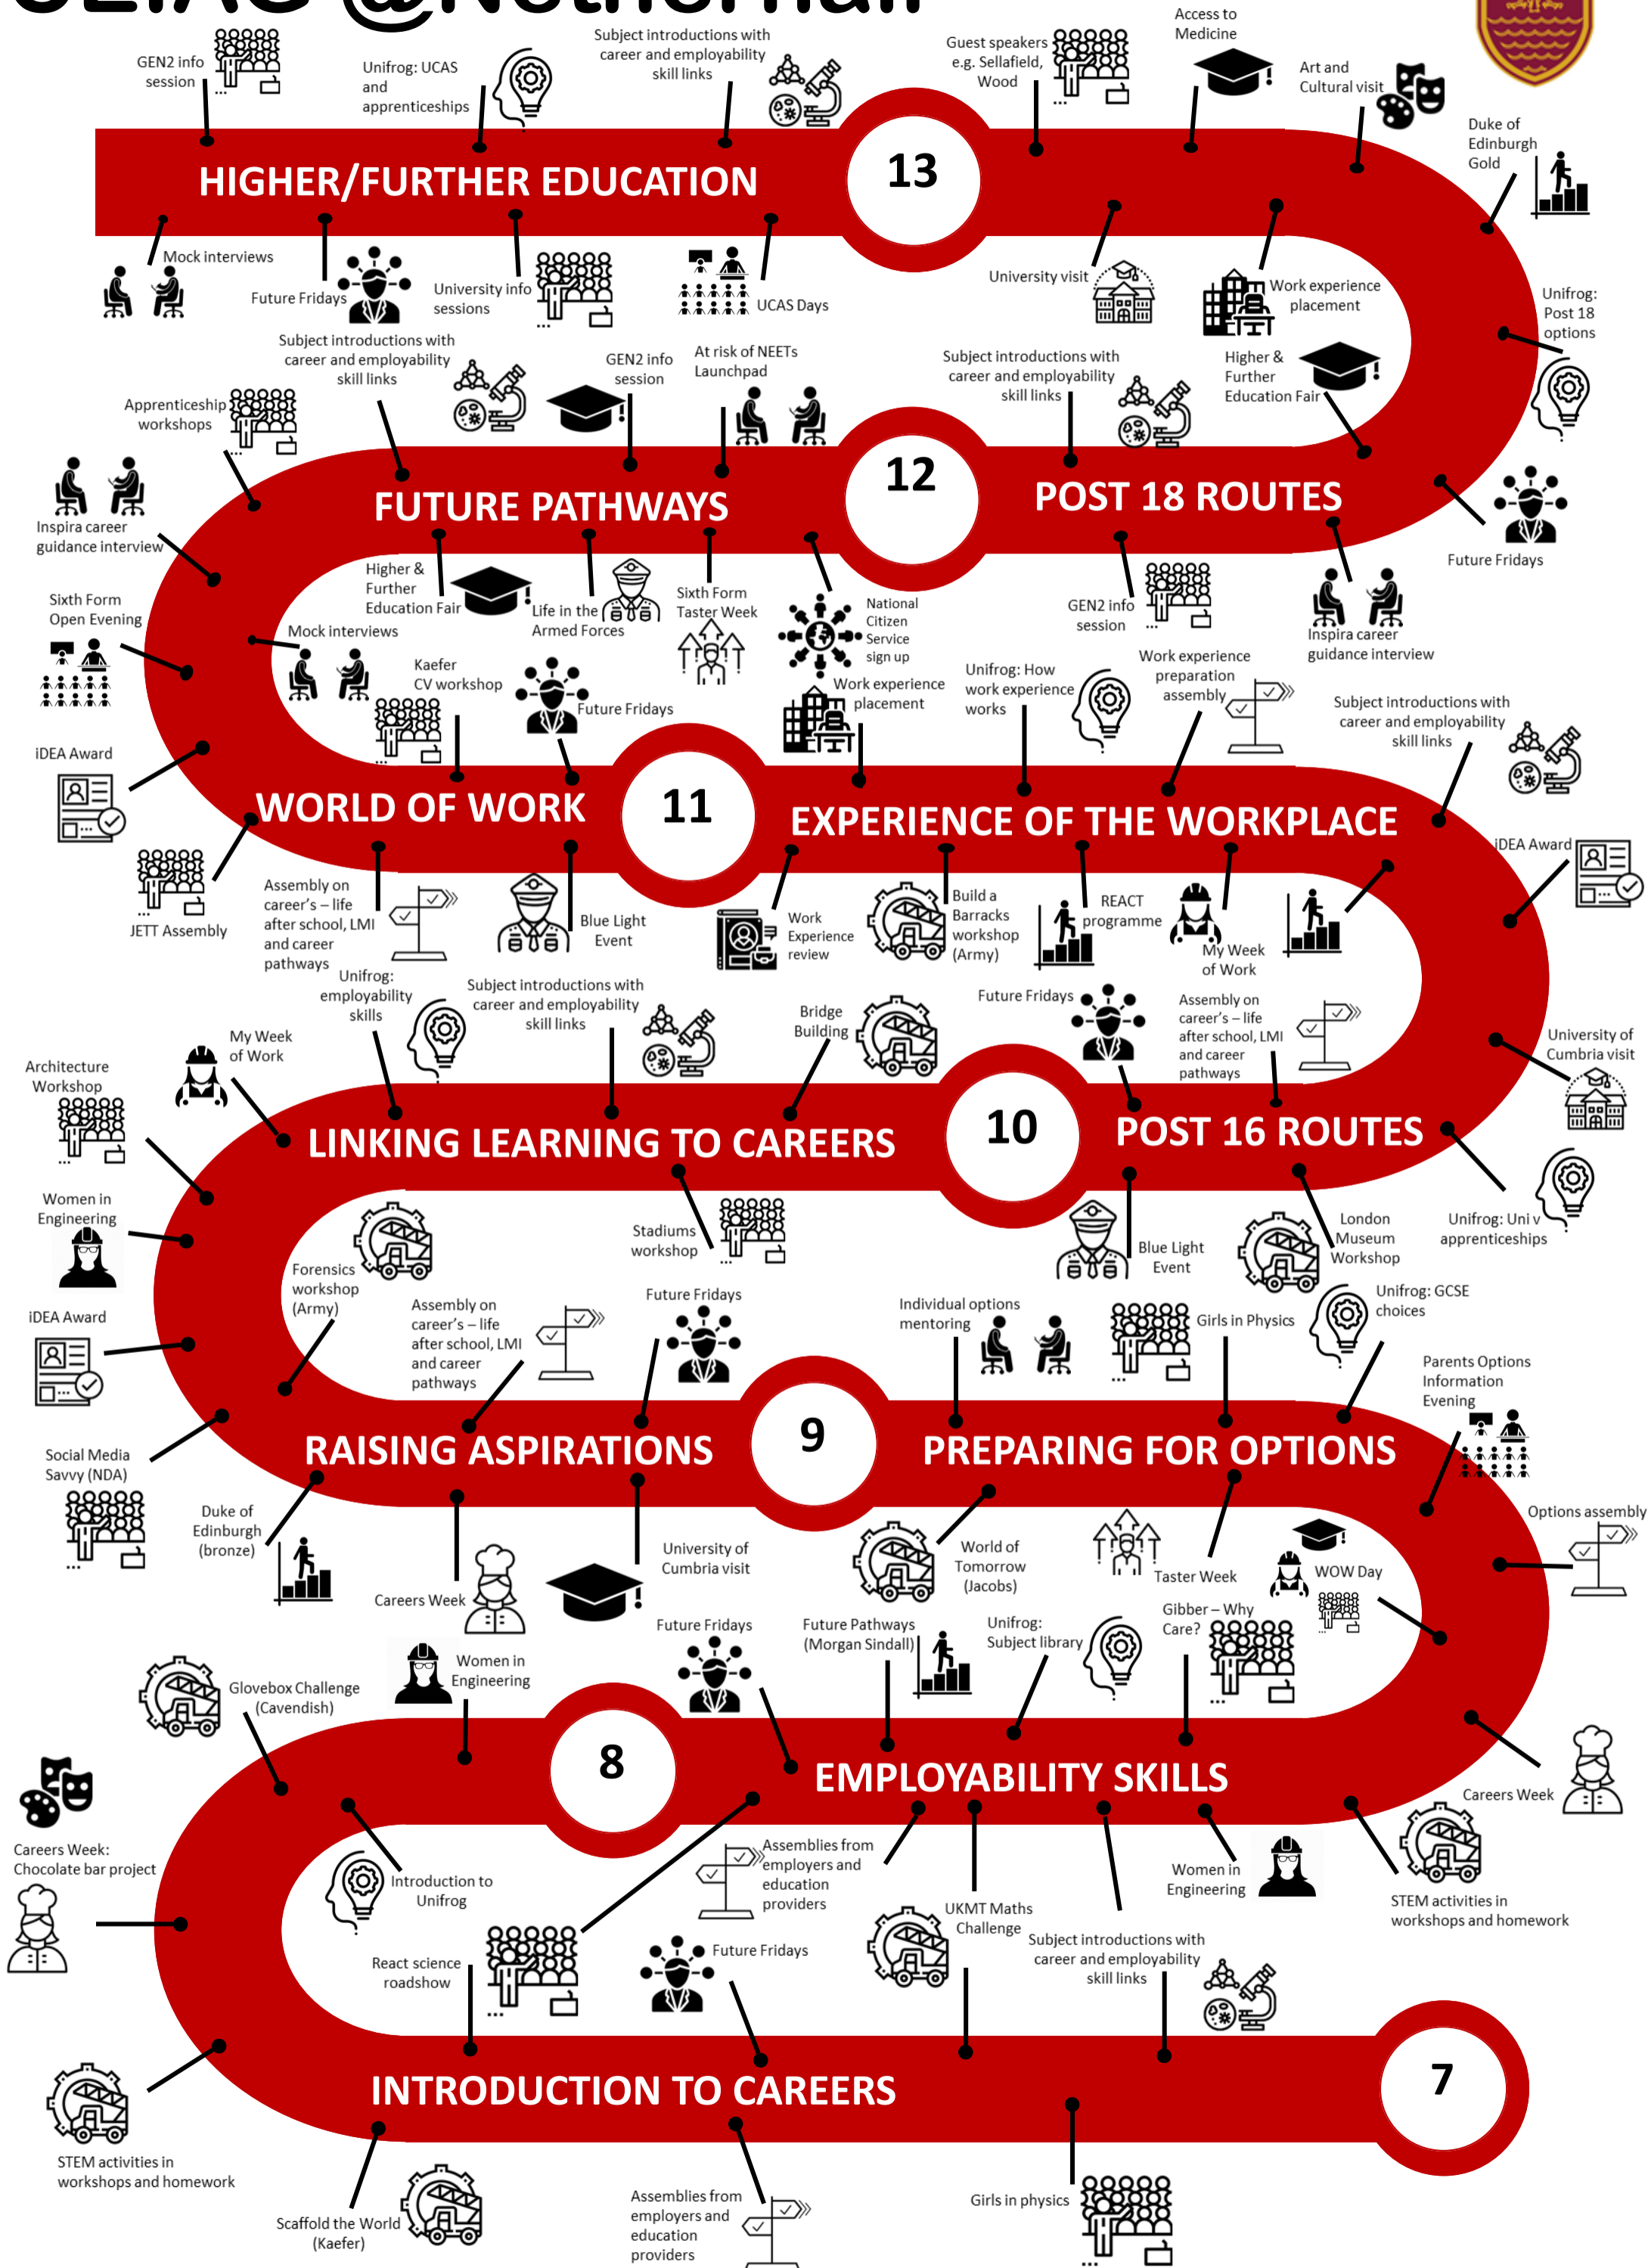 CEIAG @Netherhall
GEN2 info
session
Unifrog: UCAS
and
apprenticeships
Subject introductions with
career and employability
skill links
Guest speakers
e.g. Sellafield,
Wood
Access to
Medicine
Art and
Cultural visit
Duke of
Edinburgh
Gold
HIGHER/FURTHER EDUCATION
13
Mock interviews
Future Fridays
University info
sessions
UCAS Days
University visit
Work experience
placement
Unifrog:
Post 18
options
Subject introductions with
career and employability
skill links
GEN2 info
session
At risk of NEETs
Launchpad
Subject introductions with
career and employability
skill links
Higher &
Further
Education Fair
Apprenticeship
workshops
Inspira career
guidance interview
FUTURE PATHWAYS
12
POST 18 ROUTES
Future Fridays
Sixth Form
Open Evening
Higher &
Further
Education Fair
Life in the
Armed Forces
Sixth Form
Taster Week
National
Citizen
Service
sign up
GEN2 info
session
Inspira career
guidance interview
Mock interviews
Kaefer
CV workshop
Future Fridays
Work experience
placement
Unifrog: How
work experience
works
Work experience
preparation
assembly
Subject introductions with
career and employability
skill links
iDEA Award
WORLD OF WORK
11
EXPERIENCE OF THE WORKPLACE
iDEA Award
JETT Assembly
Assembly on
career's – life
after school, LMI
and career
pathways
Blue Light
Event
Work
Experience
review
Build a
Barracks
workshop
(Army)
REACT
programme
My Week
of Work
Unifrog:
employability
skills
Subject introductions with
career and employability
skill links
Bridge
Building
Future Fridays
Assembly on
career's – life
after school, LMI
and career
pathways
University of
Cumbria visit
My Week
of Work
Architecture
Workshop
LINKING LEARNING TO CAREERS
10
POST 16 ROUTES
Women in
Engineering
Stadiums
workshop
Blue Light
Event
London
Museum
Workshop
Unifrog: Uni v
apprenticeships
Forensics
workshop
(Army)
iDEA Award
Assembly on
career's – life
after school, LMI
and career
pathways
Future Fridays
Individual options
mentoring
Girls in Physics
Unifrog: GCSE
choices
Parents Options
Information
Evening
RAISING ASPIRATIONS
9
PREPARING FOR OPTIONS
Social Media
Savvy (NDA)
Duke of
Edinburgh
(bronze)
Careers Week
University of
Cumbria visit
World of
Tomorrow
(Jacobs)
Taster Week
WOW Day
Options assembly
Women in
Engineering
Future Fridays
Future Pathways
(Morgan Sindall)
Unifrog:
Subject library
Gibber – Why
Care?
Glovebox Challenge
(Cavendish)
8
EMPLOYABILITY SKILLS
Careers Week
Careers Week:
Chocolate bar project
Introduction to
Unifrog
Assemblies from
employers and
education
providers
UKMT Maths
Challenge
Women in
Engineering
STEM activities in
workshops and homework
React science
roadshow
Future Fridays
Subject introductions with
career and employability
skill links
INTRODUCTION TO CAREERS
7
STEM activities in
workshops and homework
Scaffold the World
(Kaefer)
Assemblies from
employers and
education
providers
Girls in physics